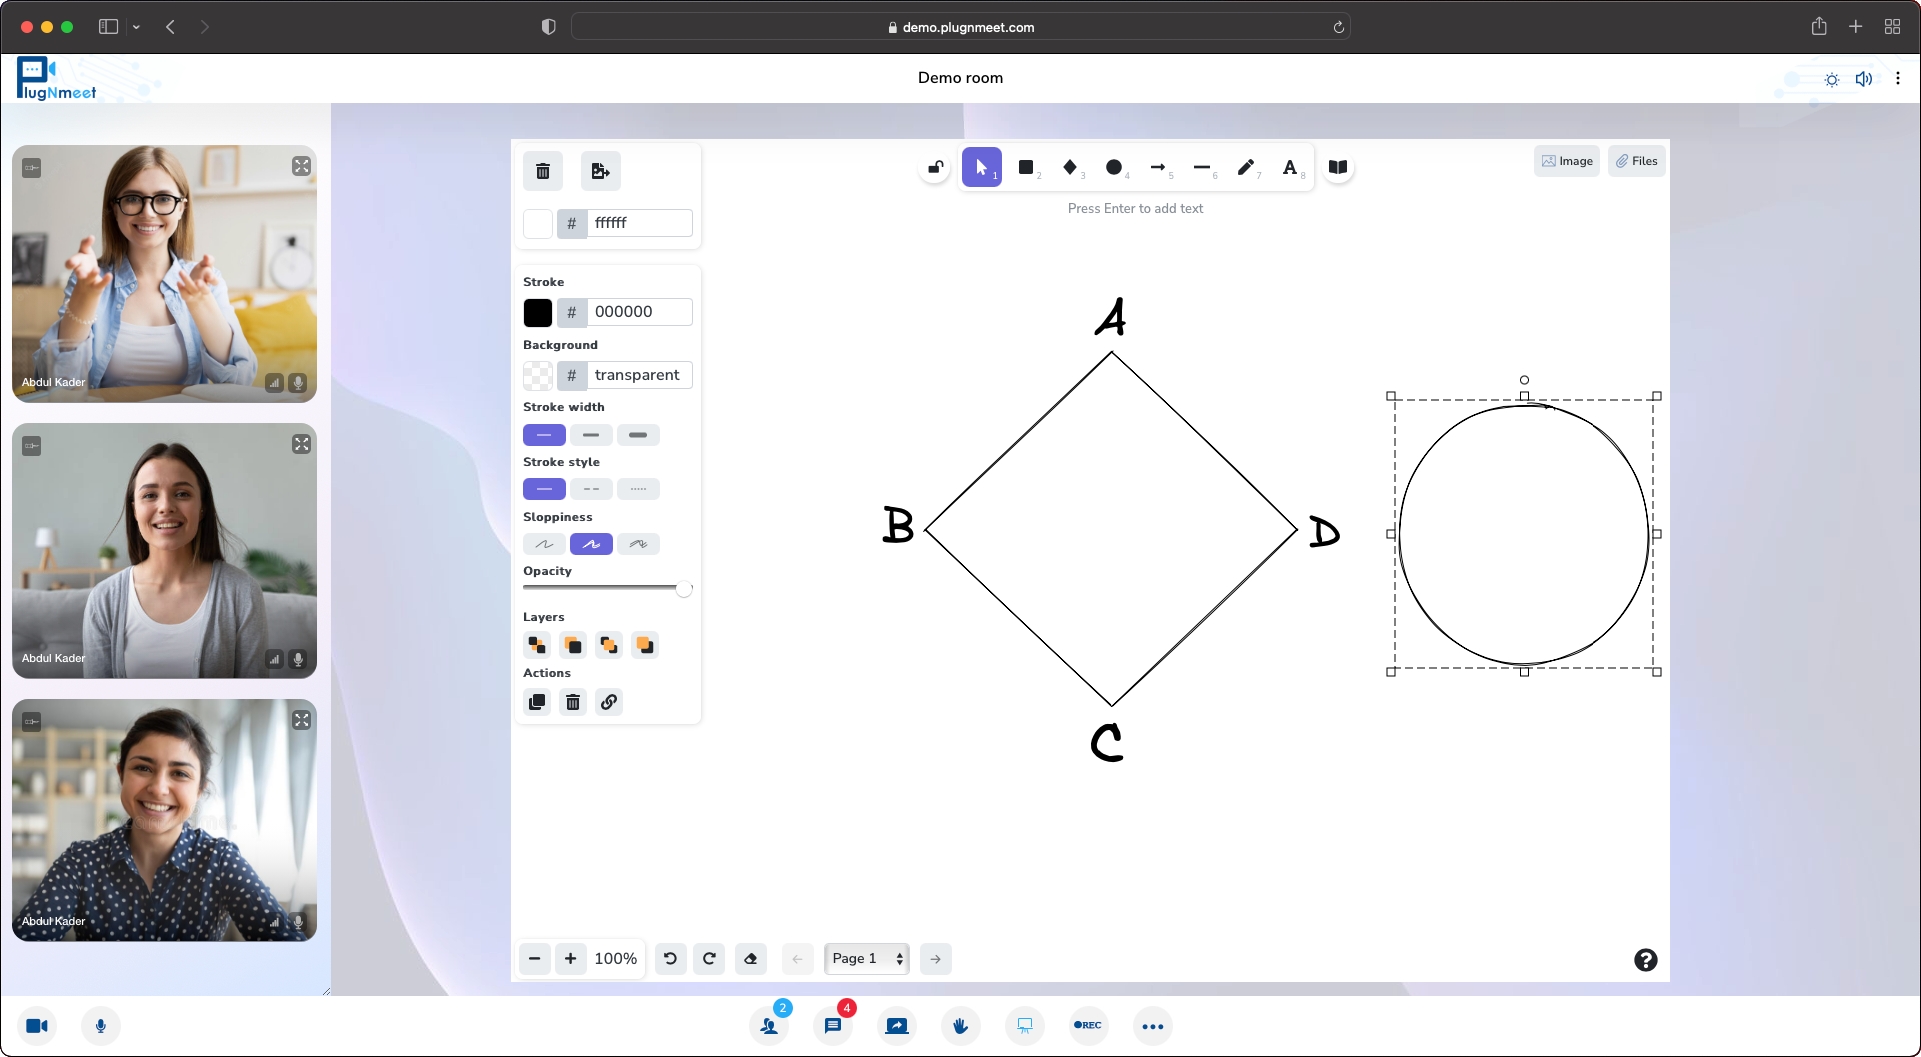 demo.plugnmeet.com
PlugNmeet
Demo room
Abdul Kader
Abdul Kader
Abdul Kader
# ffffff
Stroke
# 000000
Background
# transparent
Stroke width
Stroke style
Sloppiness
Opacity
Layers
Actions
1 2 3 4 5 6 A 8 7
Image
Files
Press Enter to add text
A
B
D
C
100%
Page 1
?
2
4
REC